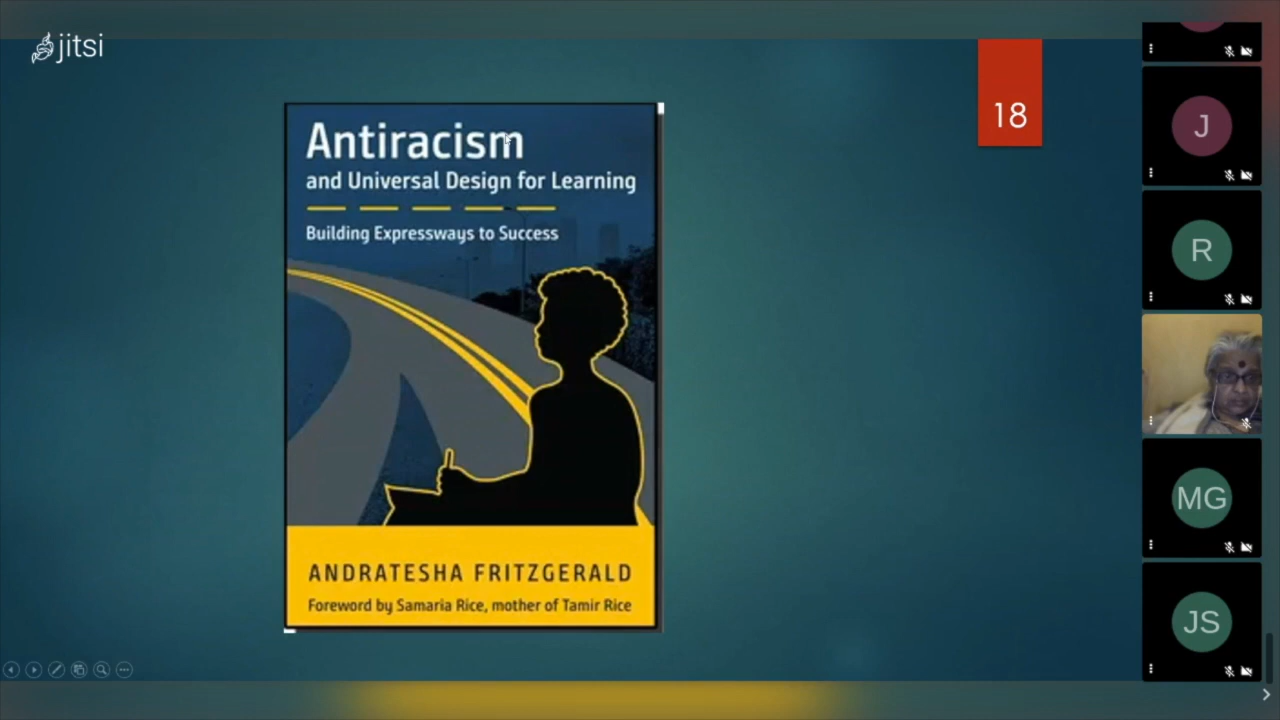 jitsi
18
Antiracism
and Universal Design for Learning
Building Expressways to Success
ANDRATESHA FRITZGERALD
Foreword by Samaria Rice, mother of Tamir Rice
J
R
MG
JS